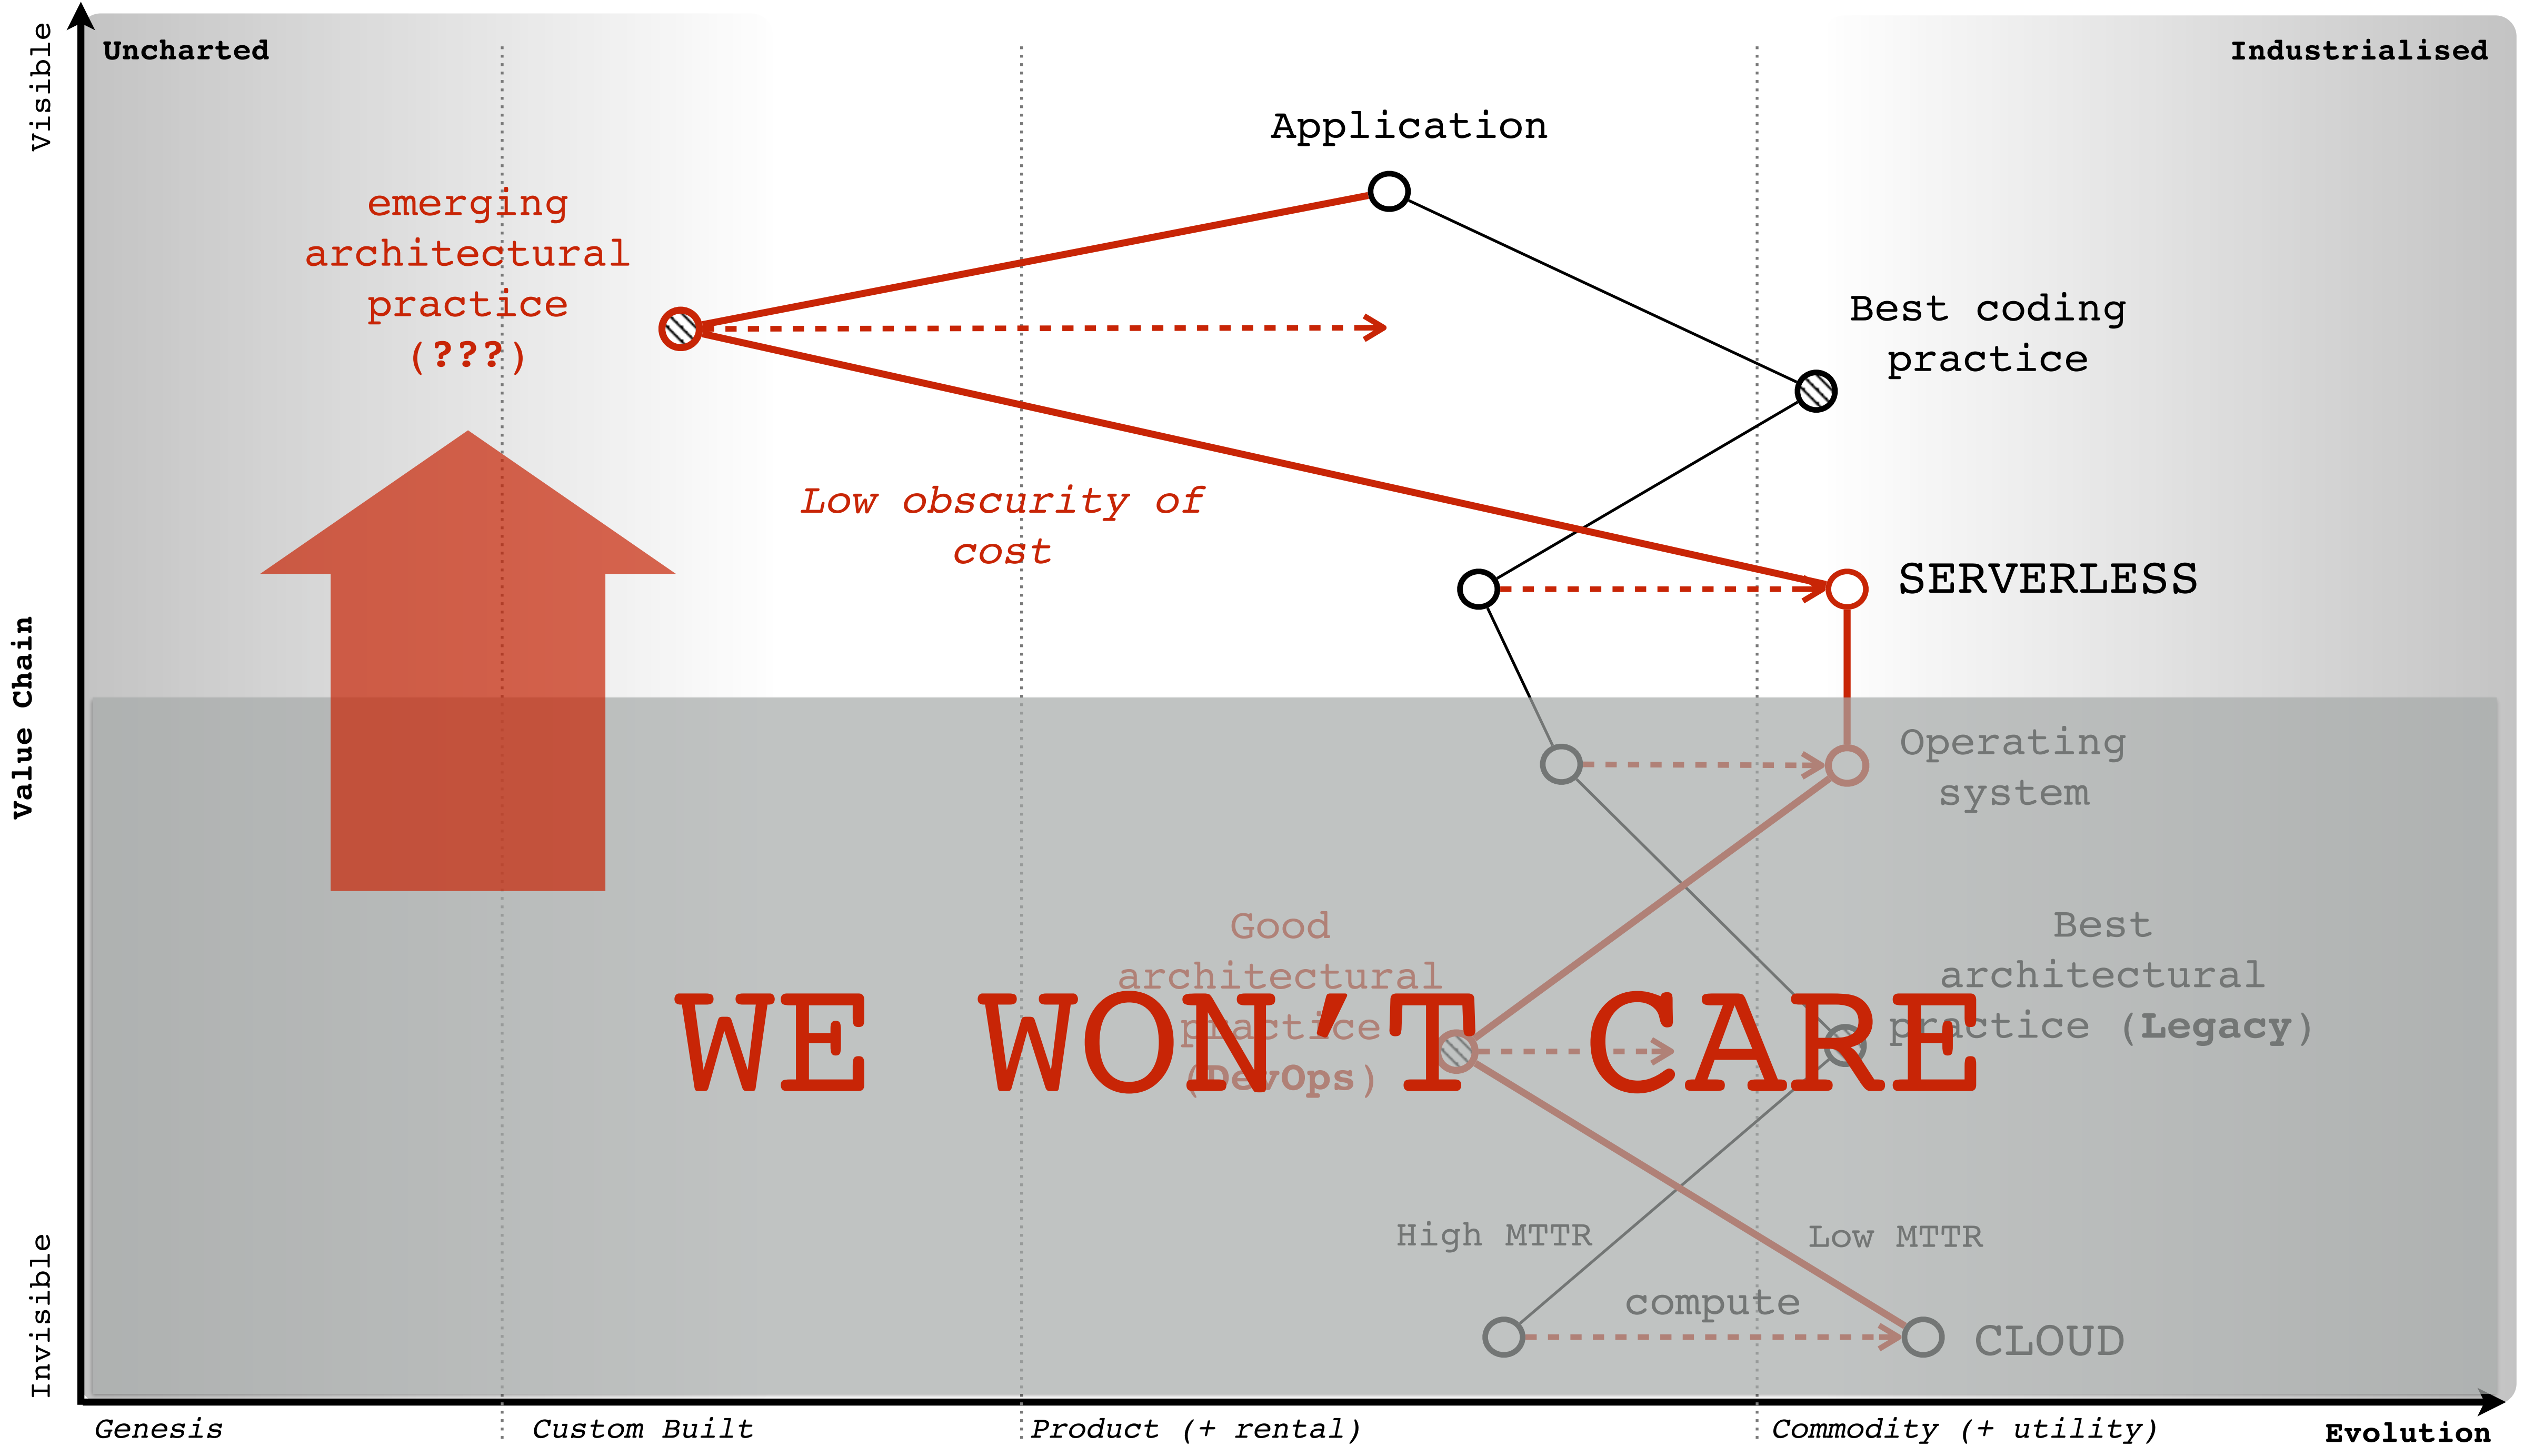 Uncharted
Industrialised
Visible
Application
emerging
architectural
practice
(???)
Best coding
practice
Low obscurity of
cost
SERVERLESS
Value Chain
Operating
system
Good
architectural
practice
(DevOps)
Best
architectural
practice (Legacy)
WE WON'T CARE
High MTTR
Low MTTR
compute
CLOUD
Invisible
Genesis
Custom Built
Product (+ rental)
Commodity (+ utility)
Evolution